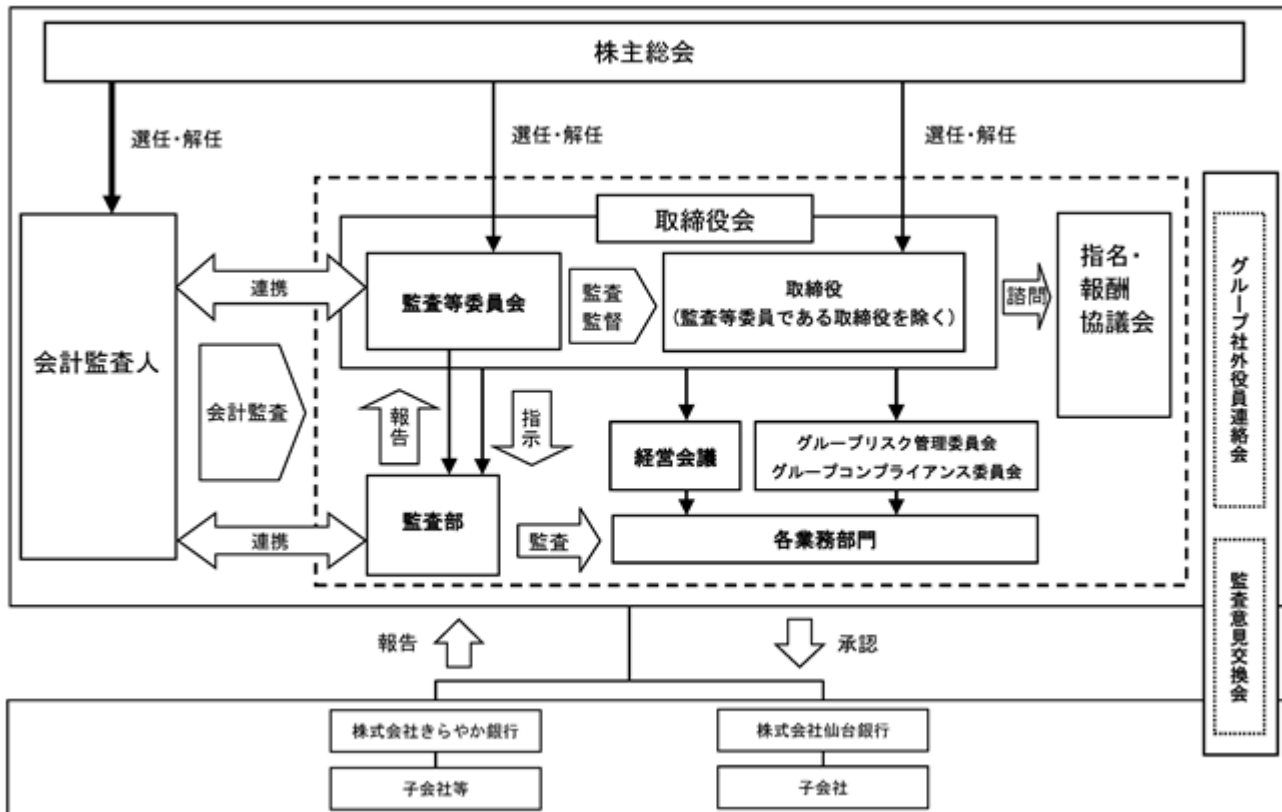 株主総会
選任・解任
選任・解任
選任・解任
取締役会
会計監査人
連携
監査等委員会
監査
監督
取締役
(監査等委員である取締役を除く)
諮問
指名・
報酬
協議会
会計監査
報告
指示
経営会議
グループリスク管理委員会
グループコンプライアンス委員会
連携
監査部
監査
各業務部門
グループ社外役員連絡会
監査意見交換会
報告
承認
株式会社きらやか銀行
株式会社仙台銀行
子会社等
子会社